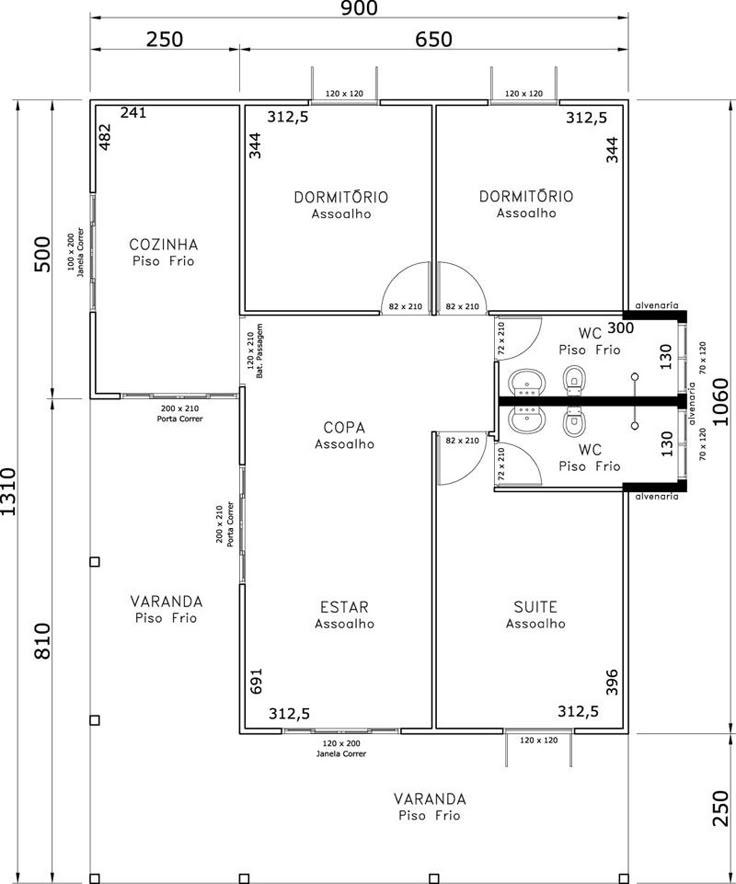 900
250
650
120 x 120
120 x 120
241
312,5
312,5
482
344
344
DORMITÓRIO
Assoalho
DORMITÓRIO
Assoalho
COZINHA
Piso Frio
100 x 200
Janela Correr
500
82 x 210
82 x 210
alvenaria
300
WC
Piso Frio
72 x 210
130
70 x 120
120 x 210
Bat. Passagem
alvenaria
1060
200 x 210
Porta Correr
COPA
Assoalho
82 x 210
72 x 210
WC
Piso Frio
130
70 x 120
alvenaria
1310
200 x 210
Porta Correr
VARANDA
Piso Frio
ESTAR
Assoalho
SUITE
Assoalho
810
691
312,5
396
312,5
120 x 200
Janela Correr
120 x 120
VARANDA
Piso Frio
250